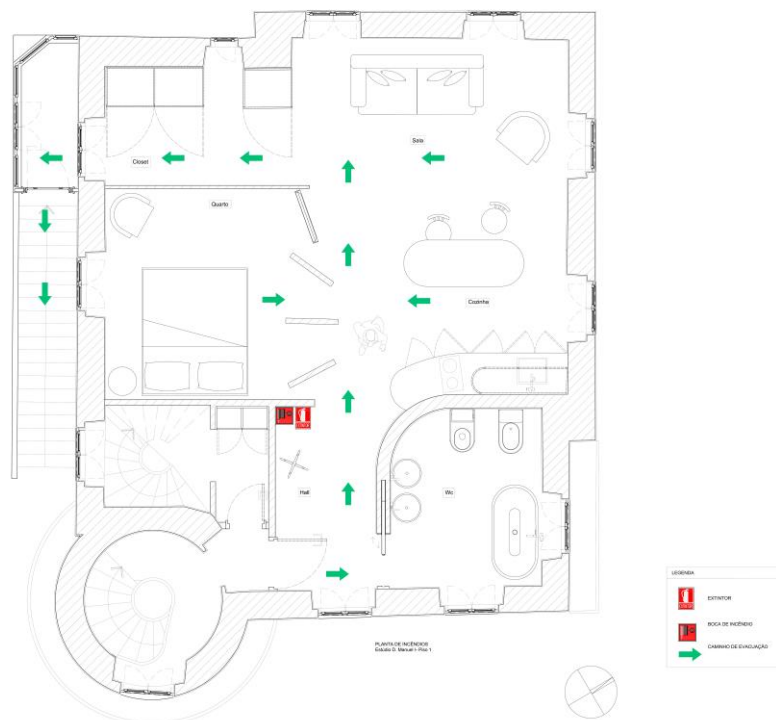 Sala
Closet
Quarto
Cozinha
Hall
Wc
LEGENDA
EXTINTOR
BOCA DE INCÊNDIO
CAMINHO DE EVACUAÇÃO
PLANTA DE INCÊNDIOS
Estúdio D. Manuel I- Piso 1